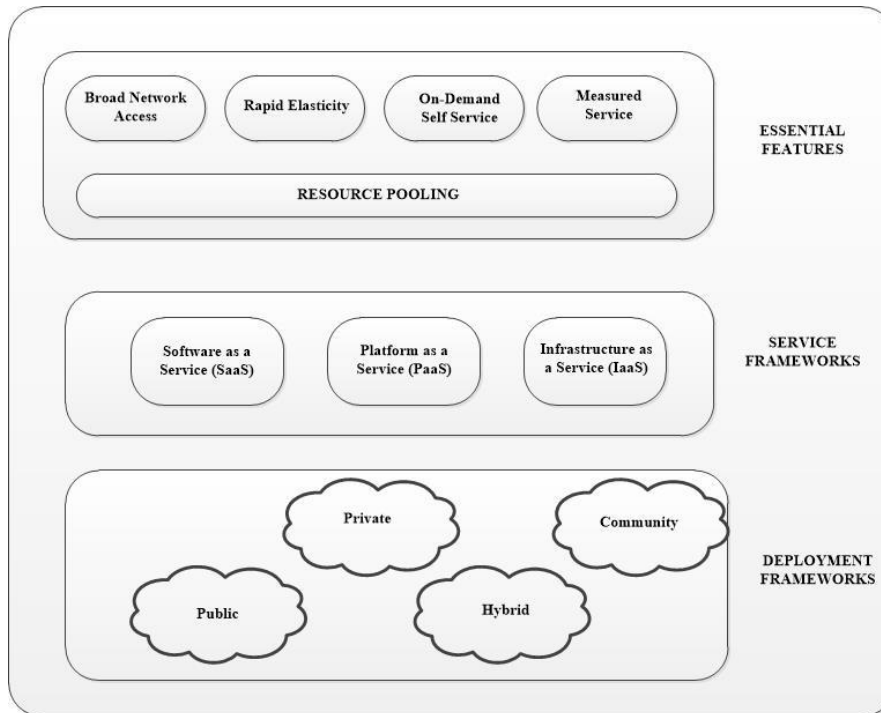 Broad Network
Access
Rapid Elasticity
On-Demand
Self Service
Measured
Service
RESOURCE POOLING
ESSENTIAL
FEATURES
Software as a
Service (SaaS)
Platform as a
Service (PaaS)
Infrastructure as
a Service (IaaS)
SERVICE
FRAMEWORKS
Private
Community
Public
Hybrid
DEPLOYMENT
FRAMEWORKS